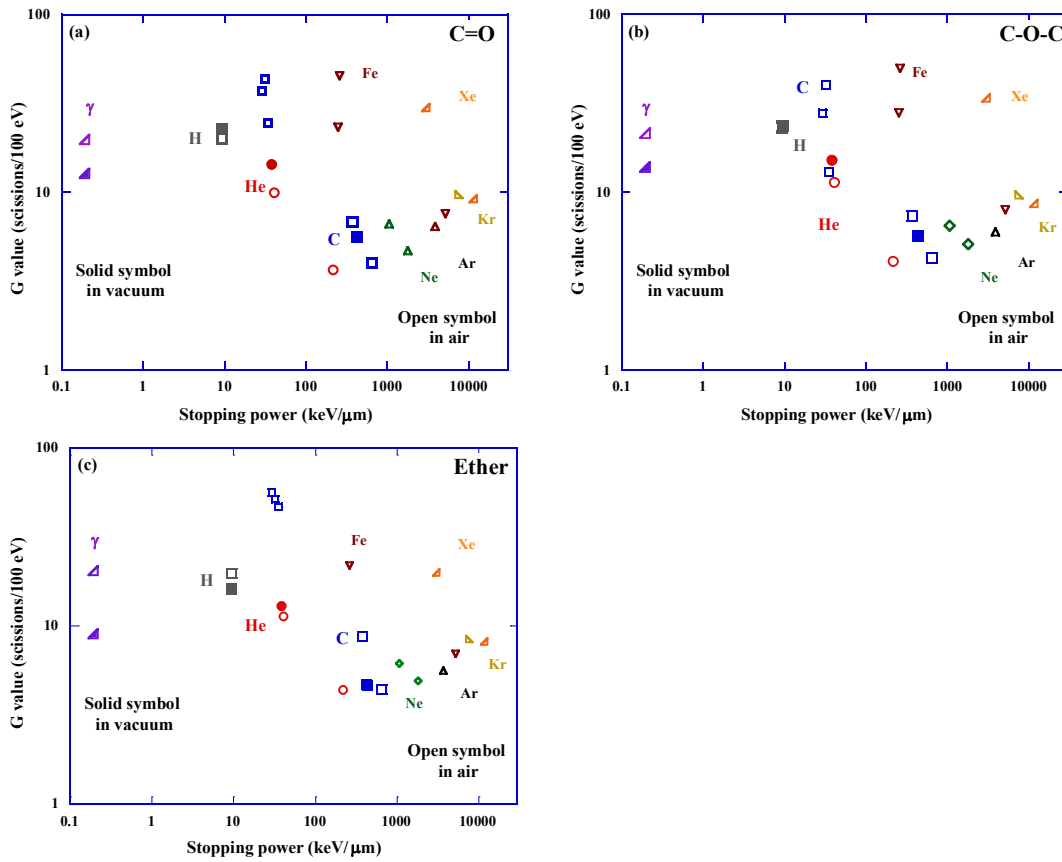 (a)
C=O
100
10
1
G value (scissions/100 eV)
γ
H
He
C
Fe
Xe
Kr
Ar
Ne
Solid symbol
in vacuum
Open symbol
in air
0.1 1 10 100 1000 10000
Stopping power (keV/μm)
(b)
C-O-C
100
10
1
G value (scissions/100 eV)
γ
H
He
C
Fe
Xe
Kr
Ar
Ne
Solid symbol
in vacuum
Open symbol
in air
0.1 1 10 100 1000 10000
Stopping power (keV/μm)
(c)
Ether
100
10
1
G value (scissions/100 eV)
γ
H
He
C
Fe
Xe
Kr
Ar
Ne
Solid symbol
in vacuum
Open symbol
in air
0.1 1 10 100 1000 10000
Stopping power (keV/μm)